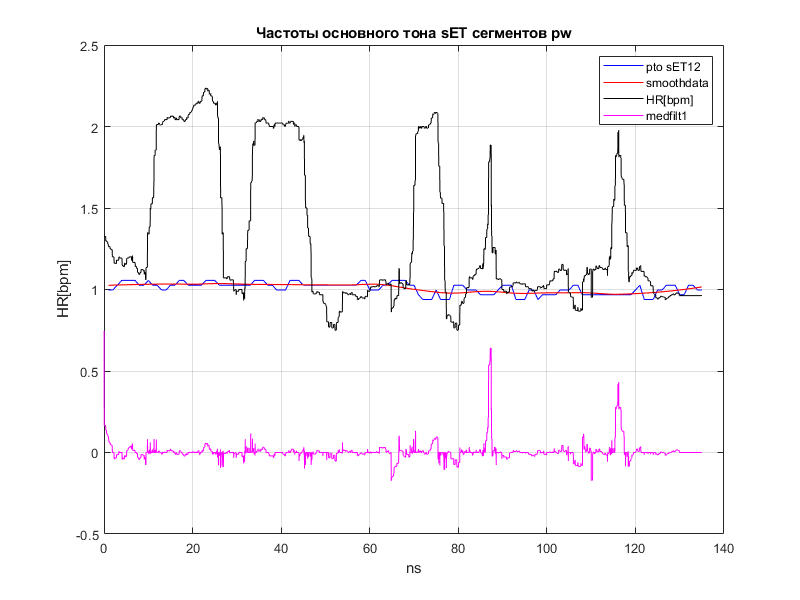 Частоты основного тона sET сегментов pw
2.5
2
1.5
1
0.5
0
-0.5
HR[bpm]
pto sET12
smoothdata
HR[bpm]
medfilt1
0
20
40
60
80
100
120
140
ns